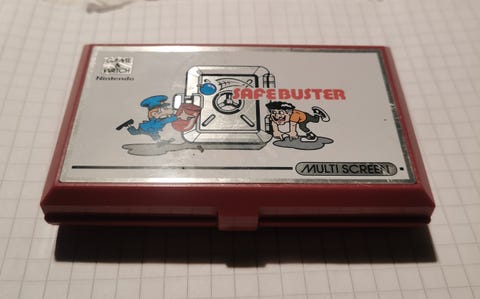 GAME &
WATCH
Nintendo
SAFEBUSTER
MULTI SCREEN